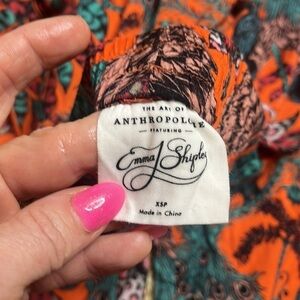 THE ART OF
ANTHROPOLOGIE
FEATURING
Emma J Shipley
XSP
Made in China